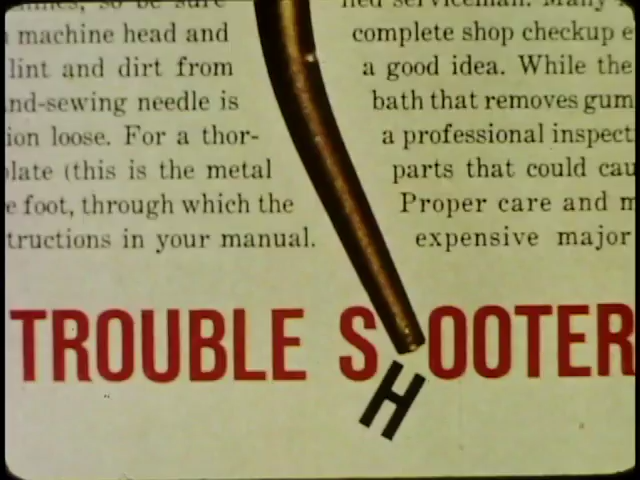 machine head and
lint and dirt from
nd-sewing needle is
ion loose. For a thor-
plate (this is the metal
e foot, through which the
tructions in your manual.
complete shop checkup e
a good idea. While the
bath that removes gum
a professional inspect
parts that could cau
Proper care and m
expensive major
TROUBLE SHOOTER